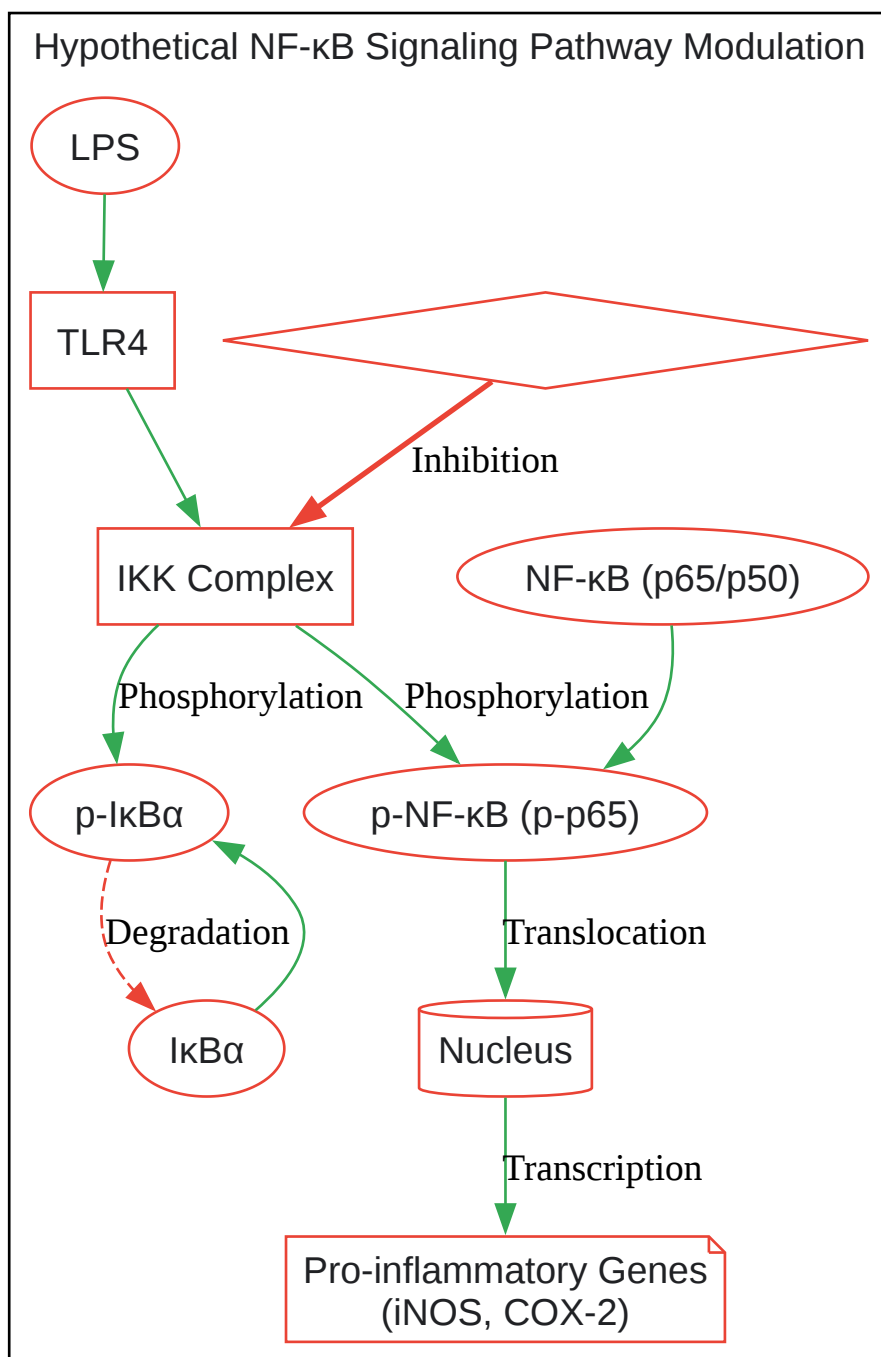 Hypothetical NF-κB Signaling Pathway Modulation
LPS
TLR4
Inhibition
IKK Complex
NF-κB (p65/p50)
Phosphorylation
Phosphorylation
p-IκBα
p-NF-κB (p-p65)
Degradation
Translocation
IκBα
Nucleus
Transcription
Pro-inflammatory Genes
(iNOS, COX-2)